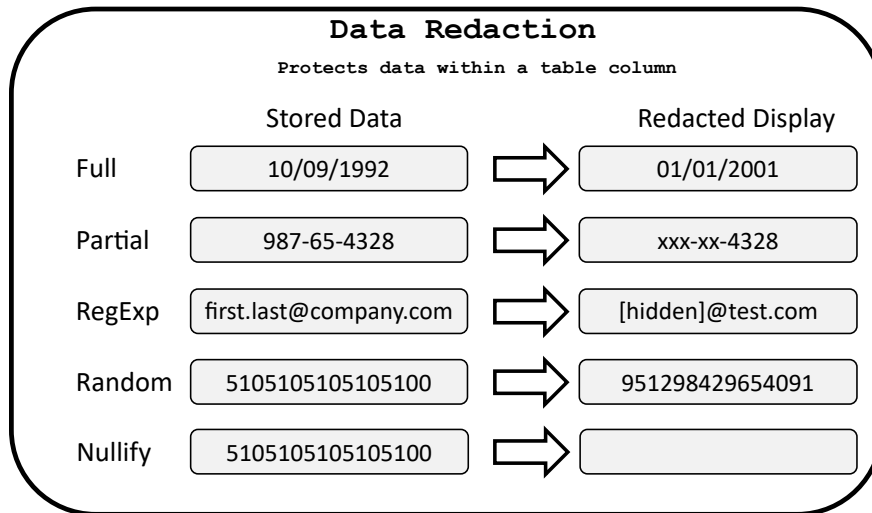 Data Redaction
Protects data within a table column
Stored Data Redacted Display
Full 10/09/1992 01/01/2001
Partial 987-65-4328 xxx-xx-4328
RegExp first.last@company.com [hidden]@test.com
Random 5105105105105100 951298429654091
Nullify 5105105105105100